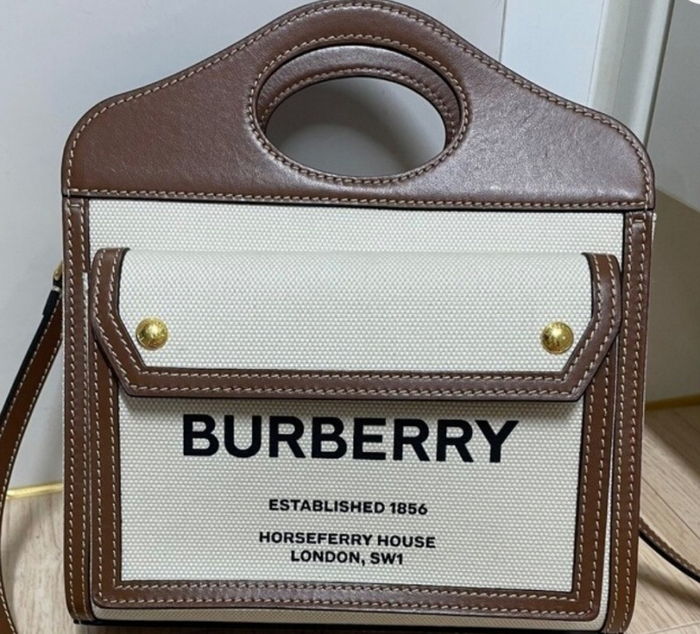 BURBERRY
ESTABLISHED 1856
HORSEFERRY HOUSE
LONDON, SW1